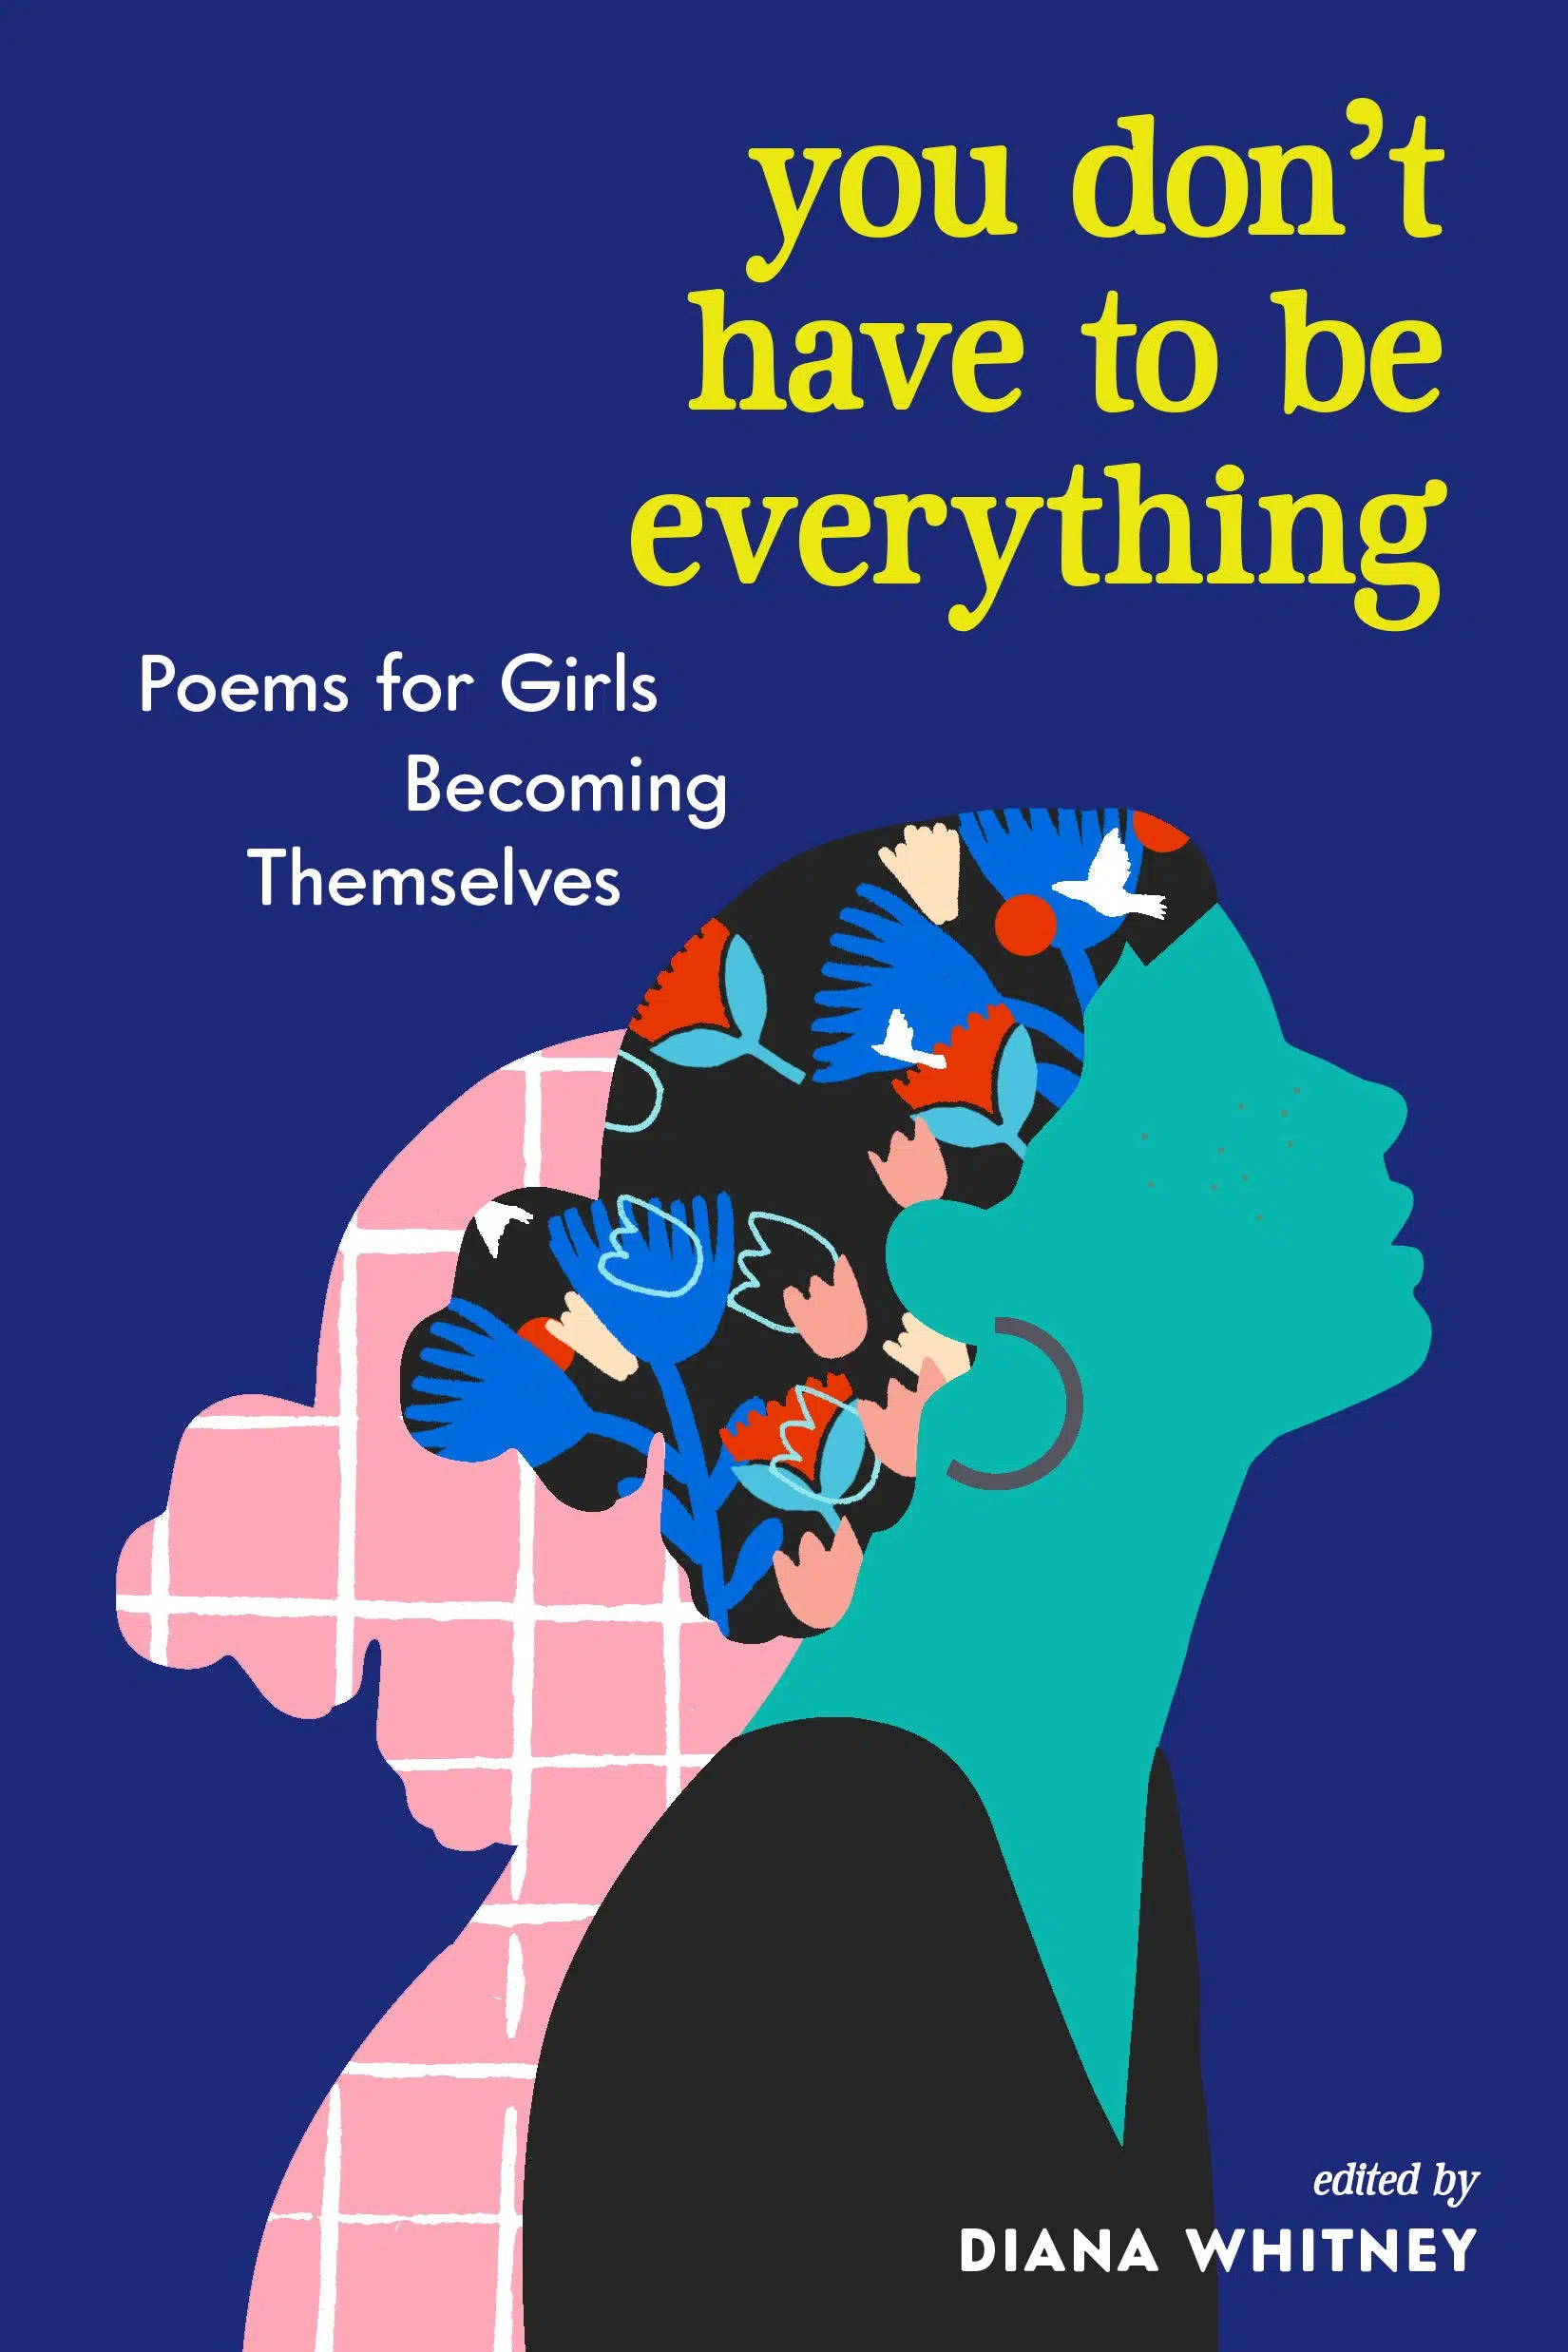 you don’t
have to be
everything
Poems for Girls
Becoming
Themselves
edited by
DIANA WHITNEY